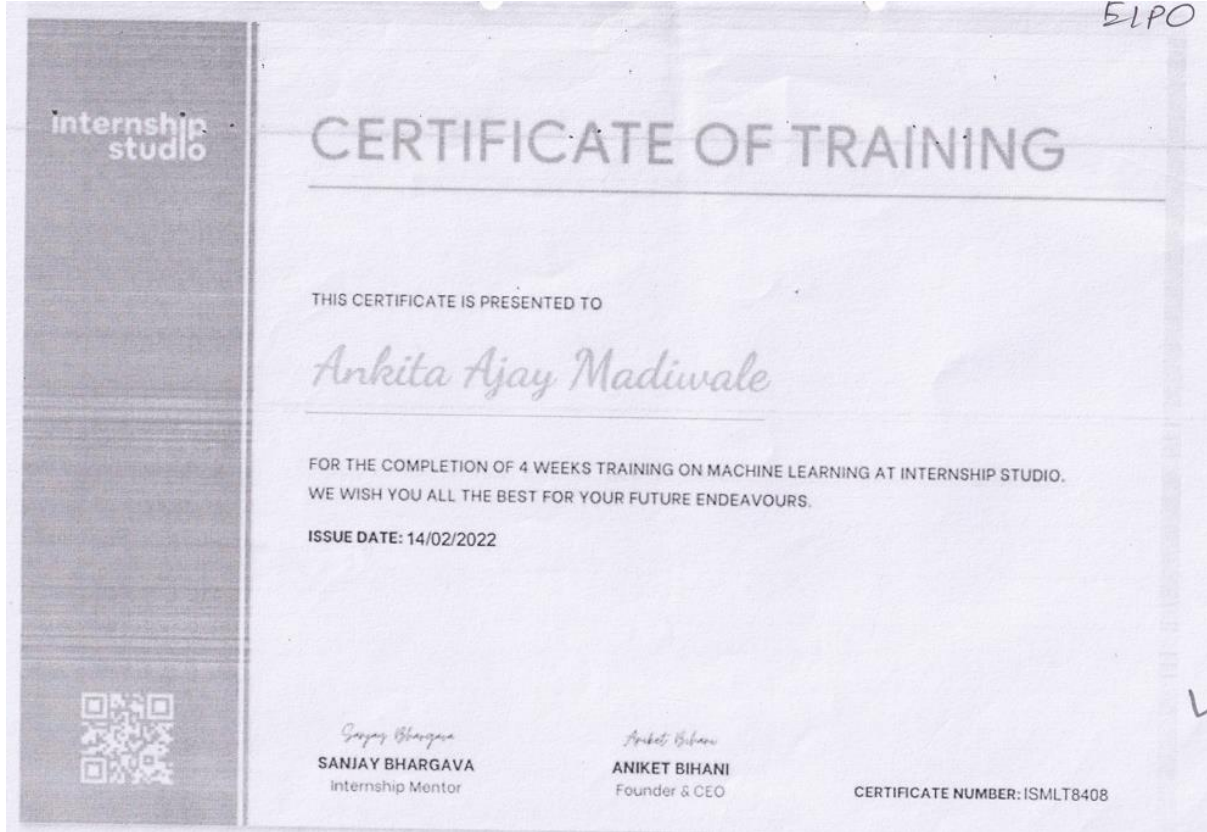 E1PO
internship
studio
CERTIFICATE OF TRAINING
THIS CERTIFICATE IS PRESENTED TO
Ankita Ajay Madiwale
FOR THE COMPLETION OF 4 WEEKS TRAINING ON MACHINE LEARNING AT INTERNSHIP STUDIO.
WE WISH YOU ALL THE BEST FOR YOUR FUTURE ENDEAVOURS.
ISSUE DATE: 14/02/2022
Sanjay Bhargava
Aniket Bihani
SANJAY BHARGAVA
ANIKET BIHANI
Internship Mentor
Founder & CEO
CERTIFICATE NUMBER: ISMLT8408